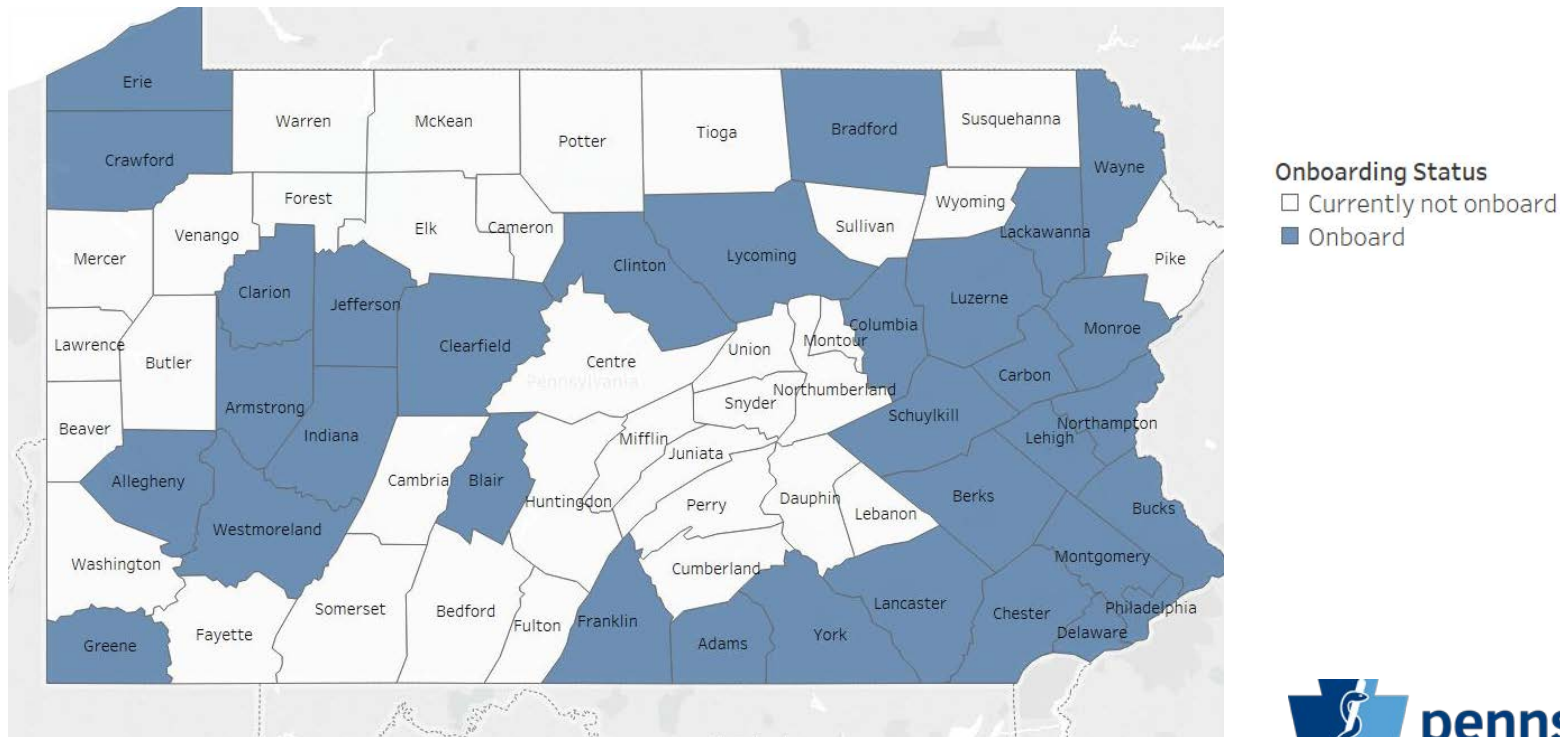 Erie
Warren
McKean
Potter
Tioga
Bradford
Susquehanna
Crawford
Wayne
Forest
Venango
Elk
Cameron
Sullivan
Wyoming
Lackawanna
Mercer
Clarion
Jefferson
Clinton
Lycoming
Pike
Luzerne
Lawrence
Butler
Clearfield
Centre
Pennsylvania
Union
Montour
Columbia
Monroe
Carbon
Beaver
Armstrong
Indiana
Snyder
Northumberland
Schuylkill
Northampton
Lehigh
Allegheny
Cambria
Blair
Mifflin
Juniata
Huntingdon
Perry
Dauphin
Lebanon
Berks
Bucks
Westmoreland
Washington
Cumberland
Montgomery
Somerset
Bedford
Fulton
Franklin
Lancaster
Chester
Philadelphia
Delaware
Greene
Fayette
Adams
York
Onboarding Status
Currently not onboard
Onboard
penns